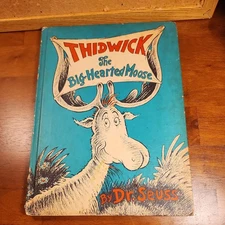 THIDWICK
The
Big-Hearted Moose
BY Dr. Seuss